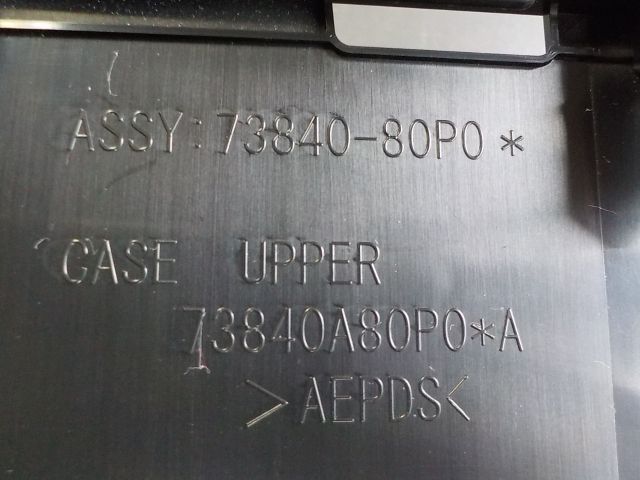 ASSY:73840-80P0*
CASE UPPER
73840A80P0*A
>AEPDS<